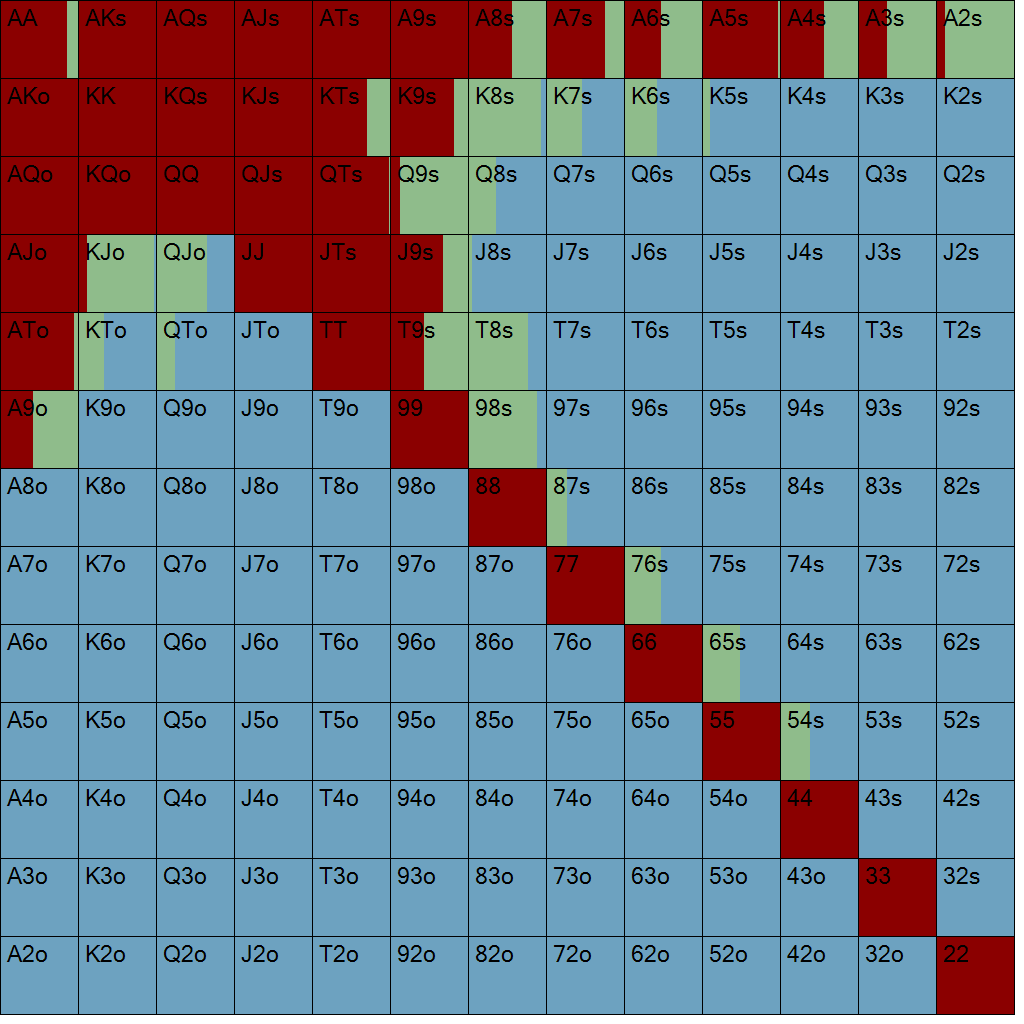 AA AKs AQs AJs ATs A9s A8s A7s A6s A5s A4s A3s A2s
AKo KK KQs KJs KTs K9s K8s K7s K6s K5s K4s K3s K2s
AQo KQo QQ QJs QTs Q9s Q8s Q7s Q6s Q5s Q4s Q3s Q2s
AJo KJo QJo JJ JTs J9s J8s J7s J6s J5s J4s J3s J2s
ATo KTo QTo JTo TT T9s T8s T7s T6s T5s T4s T3s T2s
A9o K9o Q9o J9o T9o 99 98s 97s 96s 95s 94s 93s 92s
A8o K8o Q8o J8o T8o 98o 88 87s 86s 85s 84s 83s 82s
A7o K7o Q7o J7o T7o 97o 87o 77 76s 75s 74s 73s 72s
A6o K6o Q6o J6o T6o 96o 86o 76o 66 65s 64s 63s 62s
A5o K5o Q5o J5o T5o 95o 85o 75o 65o 55 54s 53s 52s
A4o K4o Q4o J4o T4o 94o 84o 74o 64o 54o 44 43s 42s
A3o K3o Q3o J3o T3o 93o 83o 73o 63o 53o 43o 33 32s
A2o K2o Q2o J2o T2o 92o 82o 72o 62o 52o 42o 32o 22